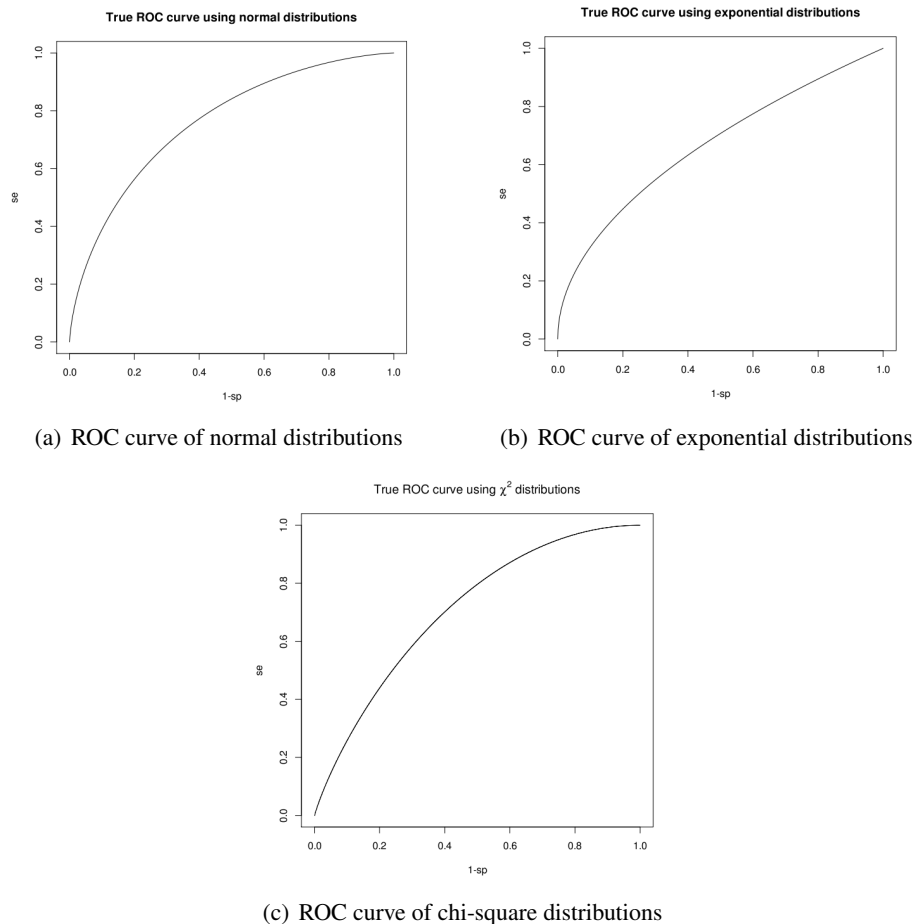 True ROC curve using normal distributions
se
0.0 0.2 0.4 0.6 0.8 1.0
0.0 0.2 0.4 0.6 0.8 1.0
1-sp
(a) ROC curve of normal distributions
True ROC curve using exponential distributions
se
0.0 0.2 0.4 0.6 0.8 1.0
0.0 0.2 0.4 0.6 0.8 1.0
1-sp
(b) ROC curve of exponential distributions
True ROC curve using χ² distributions
se
0.0 0.2 0.4 0.6 0.8 1.0
0.0 0.2 0.4 0.6 0.8 1.0
1-sp
(c) ROC curve of chi-square distributions